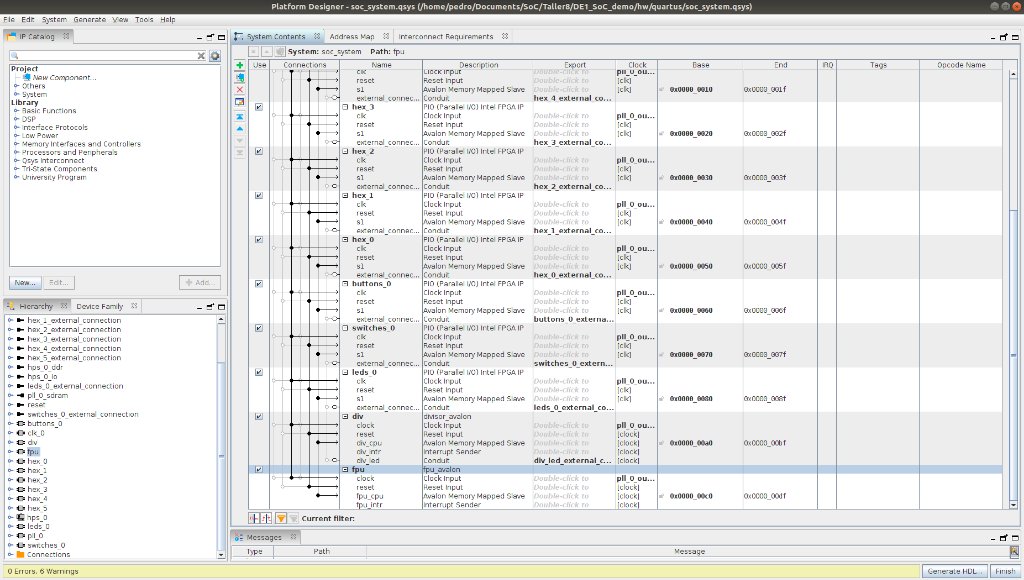 Platform Designer - soc_system.qsys (/home/pedro/Documents/SoC/Taller8/DE1_SoC_demo/hw/quartus/soc_system.qsys)
File Edit System Generate View Tools Help
IP Catalog
Project
New Component...
Others
System
Library
Basic Functions
DSP
Interface Protocols
Low Power
Memory Interfaces and Controllers
Processors and Peripherals
Qsys Interconnect
Tri-State Components
University Program
New... Edit... Add...
Hierarchy Device Family
hex_1_external_connection
hex_2_external_connection
hex_3_external_connection
hex_4_external_connection
hex_5_external_connection
hps_0_ddr
hps_0_io
leds_0_external_connection
pll_0_sdram
reset
switches_0_external_connection
buttons_0
clk_0
div
fpu
hex_0
hex_1
hex_2
hex_3
hex_4
hex_5
hps_0
leds_0
pll_0
switches_0
Connections
System Contents Address Map Interconnect Requirements
System: soc_system Path: fpu
Use Connections Name Description Export Clock Base End IRQ Tags Opcode Name
clk Clock Input Double-click to pll_0_ou...
reset Reset Input Double-click to [clk]
s1 Avalon Memory Mapped Slave Double-click to [clk] 0x0000_0010 0x0000_001f
external_connec... Conduit hex_4_external_co...
hex_3 PIO (Parallel I/O) Intel FPGA IP
clk Clock Input Double-click to pll_0_ou...
reset Reset Input Double-click to [clk]
s1 Avalon Memory Mapped Slave Double-click to [clk] 0x0000_0020 0x0000_002f
external_connec... Conduit hex_3_external_co...
hex_2 PIO (Parallel I/O) Intel FPGA IP
clk Clock Input Double-click to pll_0_ou...
reset Reset Input Double-click to [clk]
s1 Avalon Memory Mapped Slave Double-click to [clk] 0x0000_0030 0x0000_003f
external_connec... Conduit hex_2_external_co...
hex_1 PIO (Parallel I/O) Intel FPGA IP
clk Clock Input Double-click to pll_0_ou...
reset Reset Input Double-click to [clk]
s1 Avalon Memory Mapped Slave Double-click to [clk] 0x0000_0040 0x0000_004f
external_connec... Conduit hex_1_external_co...
hex_0 PIO (Parallel I/O) Intel FPGA IP
clk Clock Input Double-click to pll_0_ou...
reset Reset Input Double-click to [clk]
s1 Avalon Memory Mapped Slave Double-click to [clk] 0x0000_0050 0x0000_005f
external_connec... Conduit hex_0_external_co...
buttons_0 PIO (Parallel I/O) Intel FPGA IP
clk Clock Input Double-click to pll_0_ou...
reset Reset Input Double-click to [clk]
s1 Avalon Memory Mapped Slave Double-click to [clk] 0x0000_0060 0x0000_006f
external_connec... Conduit buttons_0_externa...
switches_0 PIO (Parallel I/O) Intel FPGA IP
clk Clock Input Double-click to pll_0_ou...
reset Reset Input Double-click to [clk]
s1 Avalon Memory Mapped Slave Double-click to [clk] 0x0000_0070 0x0000_007f
external_connec... Conduit switches_0_extern...
leds_0 PIO (Parallel I/O) Intel FPGA IP
clk Clock Input Double-click to pll_0_ou...
reset Reset Input Double-click to [clk]
s1 Avalon Memory Mapped Slave Double-click to [clk] 0x0000_0080 0x0000_008f
external_connec... Conduit leds_0_external_co...
div divisor_avalon
clock Clock Input Double-click to pll_0_ou...
reset Reset Input Double-click to [clock]
div_cpu Avalon Memory Mapped Slave Double-click to [clock] 0x0000_00a0 0x0000_00bf
div_intr Interrupt Sender Double-click to [clock]
div_led Conduit div_led_external_c... [clock]
fpu fpu_avalon
clock Clock Input Double-click to pll_0_ou...
reset Reset Input Double-click to [clock]
fpu_cpu Avalon Memory Mapped Slave Double-click to [clock] 0x0000_00c0 0x0000_00df
fpu_intr Interrupt Sender Double-click to [clock]
Current filter:
Messages
Type Path Message
0 Errors, 6 Warnings
Generate HDL... Finish